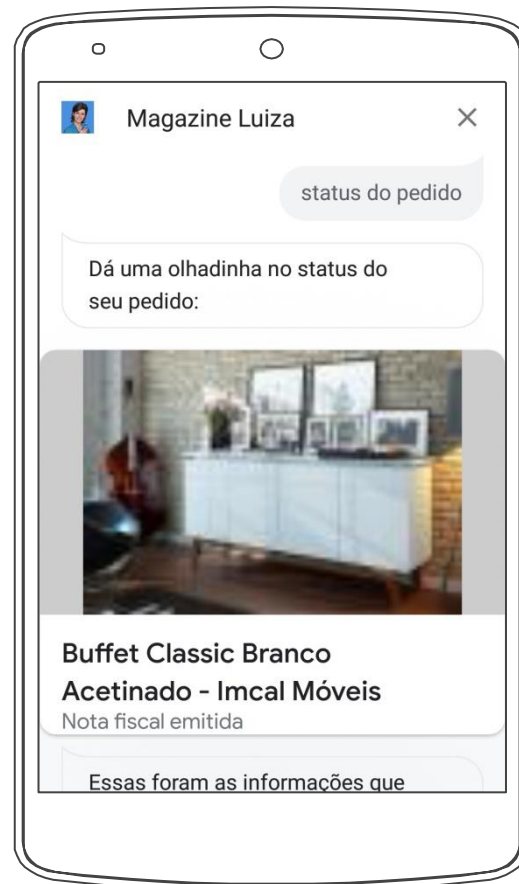 Magazine Luiza
status do pedido
Dá uma olhadinha no status do
seu pedido:
Buffet Classic Branco
Acetinado - Imcal Móveis
Nota fiscal emitida
Essas foram as informações que